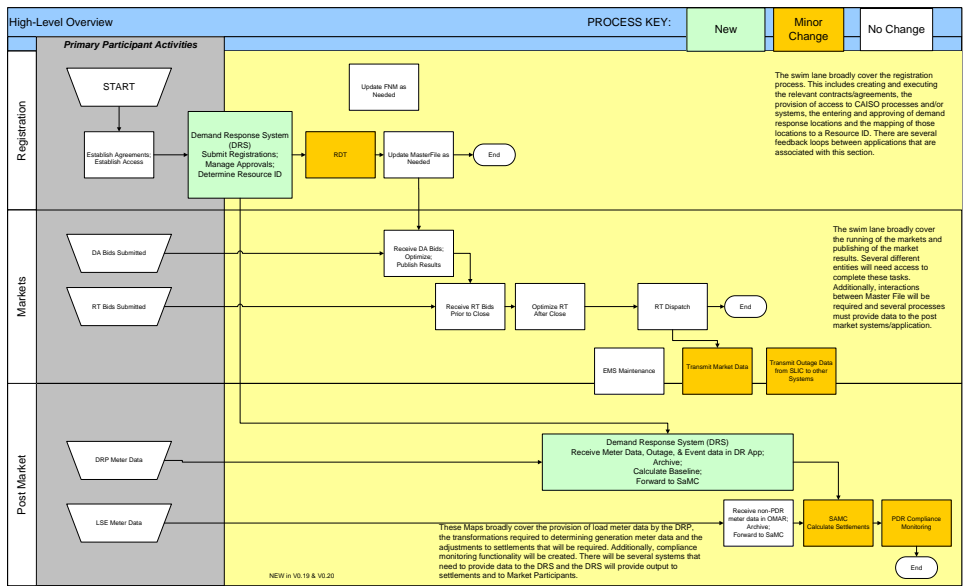 High-Level Overview
PROCESS KEY:
New
Minor
Change
No Change
Primary Participant Activities
Registration
START
Update FNM as
Needed
The swim lane broadly cover the registration
process. This includes creating and executing
the relevant contracts/agreements, the
provision of access to CAISO processes and/or
systems, the entering and approving of demand
response locations and the mapping of those
locations to a Resource ID. There are several
feedback loops between applications that are
associated with this section.
Establish Agreements;
Establish Access
Demand Response System
(DRS)
Submit Registrations;
Manage Approvals;
Determine Resource ID
RDT
Update MasterFile as
Needed
End
Markets
DA Bids Submitted
Receive DA Bids;
Optimize;
Publish Results
The swim lane broadly cover
the running of the markets and
publishing of the market
results. Several different
entities will need access to
complete these tasks.
Additionally, interactions
between Master File will be
required and several processes
must provide data to the post
market systems/application.
RT Bids Submitted
Receive RT Bids
Prior to Close
Optimize RT
After Close
RT Dispatch
End
EMS Maintenance
Transmit Market Data
Transmit Outage Data
from SLIC to other
Systems
Post Market
DRP Meter Data
Demand Response System (DRS)
Receive Meter Data, Outage, & Event data in DR App;
Archive;
Calculate Baseline;
Forward to SaMC
LSE Meter Data
Receive non-PDR
meter data in OMAR;
Archive;
Forward to SaMC
SAMC
Calculate Settlements
PDR Compliance
Monitoring
These Maps broadly cover the provision of load meter data by the DRP,
the transformations required to determining generation meter data and the
adjustments to settlements that will be required. Additionally, compliance
monitoring functionality will be created. There will be several systems that
need to provide data to the DRS and the DRS will provide output to
settlements and to Market Participants.
End
NEW in V0.19 & V0.20